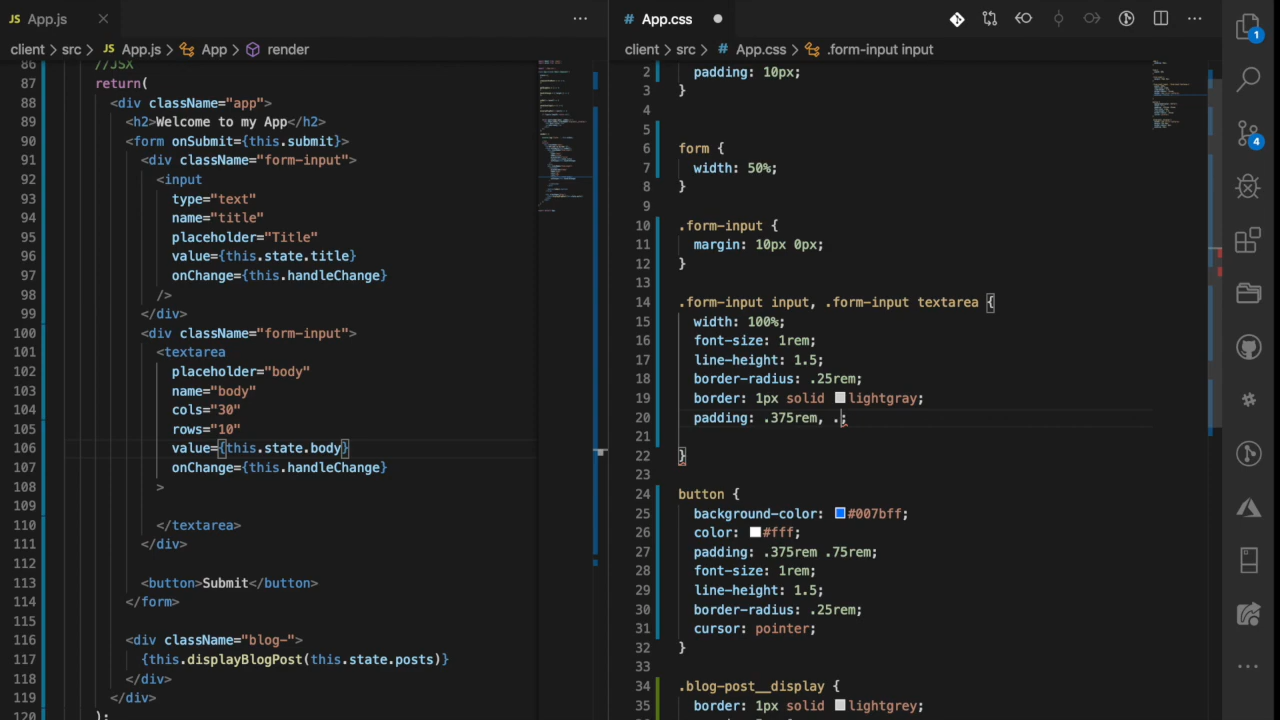 JS App.js
client > src > JS App.js > App > render
86 //JSX
87 return(
88 <div className="app">
89 <h2>Welcome to my App</h2>
90 <form onSubmit={this.submit}>
91 <div className="form-input">
92 <input
93 type="text"
94 name="title"
95 placeholder="Title"
96 value={this.state.title}
97 onChange={this.handleChange}
98 />
99 </div>
100 <div className="form-input">
101 <textarea
102 placeholder="body"
103 name="body"
104 cols="30"
105 rows="10"
106 value={this.state.body}
107 onChange={this.handleChange}
108 >
109
110 </textarea>
111 </div>
112
113 <button>Submit</button>
114 </form>
115
116 <div className="blog-">
117 {this.displayBlogPost(this.state.posts)}
118 </div>
119 </div>
120 );
# App.css
client > src > # App.css > .form-input input
2 padding: 10px;
3 }
4
5
6 form {
7 width: 50%;
8 }
9
10 .form-input {
11 margin: 10px 0px;
12 }
13
14 .form-input input, .form-input textarea {
15 width: 100%;
16 font-size: 1rem;
17 line-height: 1.5;
18 border-radius: .25rem;
19 border: 1px solid lightgray;
20 padding: .375rem, .;
21
22 }
23
24 button {
25 background-color: #007bff;
26 color: #fff;
27 padding: .375rem .75rem;
28 font-size: 1rem;
29 line-height: 1.5;
30 border-radius: .25rem;
31 cursor: pointer;
32 }
33
34 .blog-post__display {
35 border: 1px solid lightgrey;
1
4